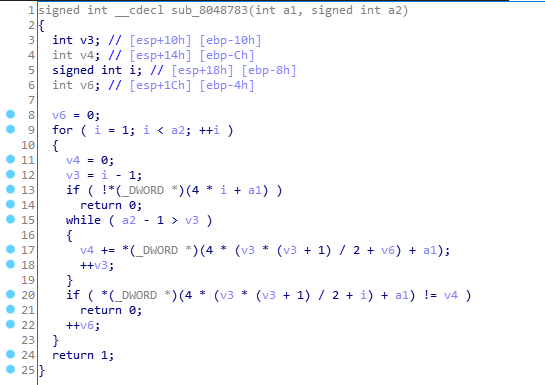 1 signed int __cdecl sub_8048783(int a1, signed int a2)
2 {
3 int v3; // [esp+10h] [ebp-10h]
4 int v4; // [esp+14h] [ebp-Ch]
5 signed int i; // [esp+18h] [ebp-8h]
6 int v6; // [esp+1Ch] [ebp-4h]
7
8 v6 = 0;
9 for ( i = 1; i < a2; ++i )
10 {
11 v4 = 0;
12 v3 = i - 1;
13 if ( !*(_DWORD *)(4 * i + a1) )
14 return 0;
15 while ( a2 - 1 > v3 )
16 {
17 v4 += *(_DWORD *)(4 * (v3 * (v3 + 1) / 2 + v6) + a1);
18 ++v3;
19 }
20 if ( *(_DWORD *)(4 * (v3 * (v3 + 1) / 2 + i) + a1) != v4 )
21 return 0;
22 ++v6;
23 }
24 return 1;
25 }